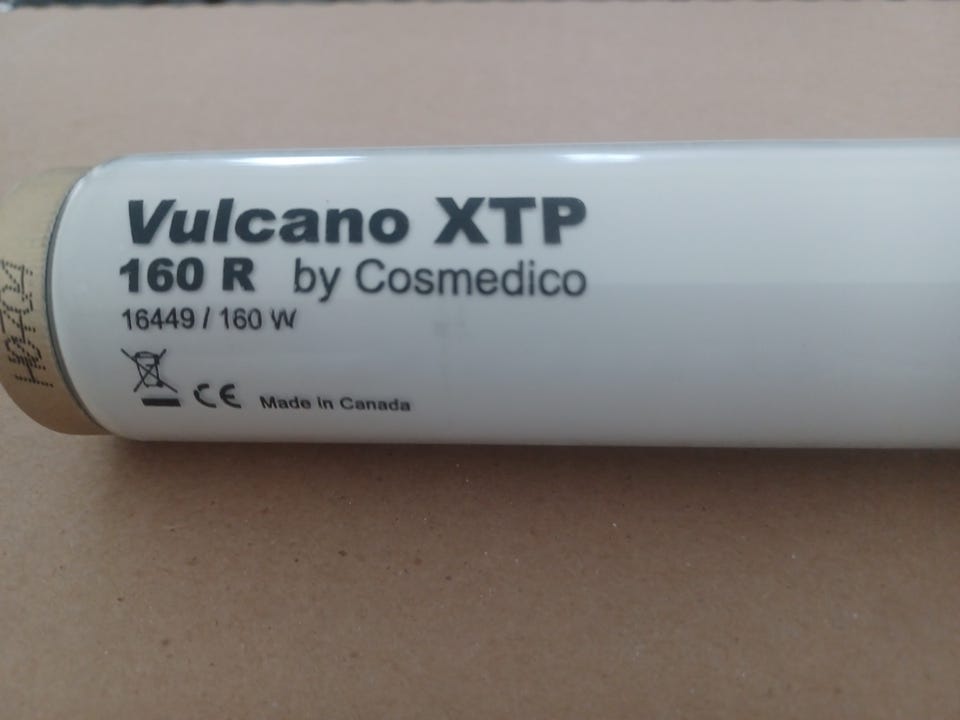 Vulcano XTP
160 R by Cosmedico
16449 / 160 W
CE Made in Canada